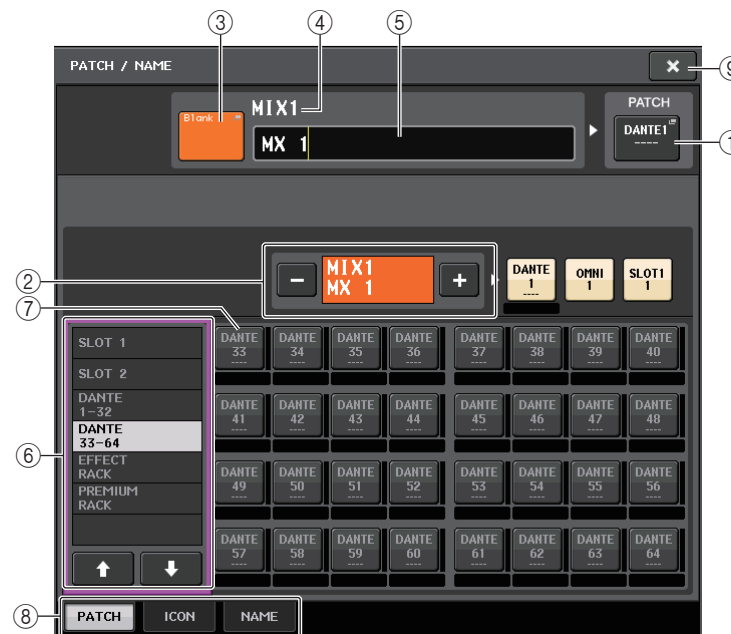 ③ ④ ⑤
PATCH / NAME
×
⑨
Blank
MIX1
MX 1
PATCH
DANTE1
----
②
−
MIX1
MX 1
+
DANTE
1
----
OMNI
1
SLOT1
1
⑦
⑥
SLOT 1
SLOT 2
DANTE
1-32
DANTE
33-64
EFFECT
RACK
PREMIUM
RACK
DANTE DANTE DANTE DANTE DANTE DANTE DANTE DANTE
33 34 35 36 37 38 39 40
---- ---- ---- ---- ---- ---- ---- ----
DANTE DANTE DANTE DANTE DANTE DANTE DANTE DANTE
41 42 43 44 45 46 47 48
---- ---- ---- ---- ---- ---- ---- ----
DANTE DANTE DANTE DANTE DANTE DANTE DANTE DANTE
49 50 51 52 53 54 55 56
---- ---- ---- ---- ---- ---- ---- ----
DANTE DANTE DANTE DANTE DANTE DANTE DANTE DANTE
57 58 59 60 61 62 63 64
---- ---- ---- ---- ---- ---- ---- ----
⑧
PATCH ICON NAME